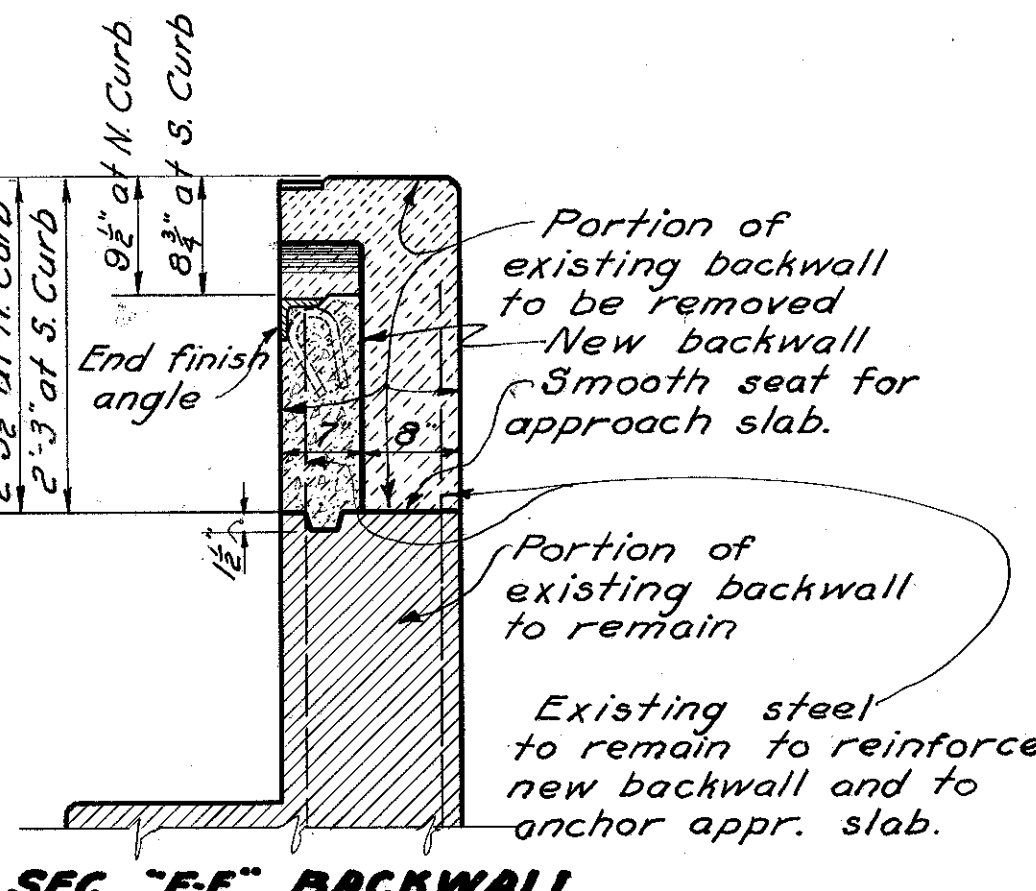 9½" at N. Curb
8¾" at S. Curb
at N. Curb
2'-3" at S. Curb
End finish
angle
Portion of
existing backwall
to be removed
New backwall
Smooth seat for
approach slab.
7"
8"
1½"
Portion of
existing backwall
to remain
Existing steel
to remain to reinforce
new backwall and to
anchor appr. slab.
BACKWALL